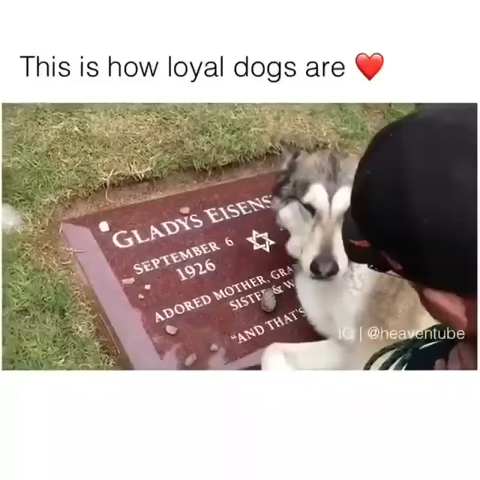 This is how loyal dogs are ❤️
GLADYS EISENS
SEPTEMBER 6
1926
ADORED MOTHER, GRA
SISTER & W
"AND THAT'S
IG | @heaventube